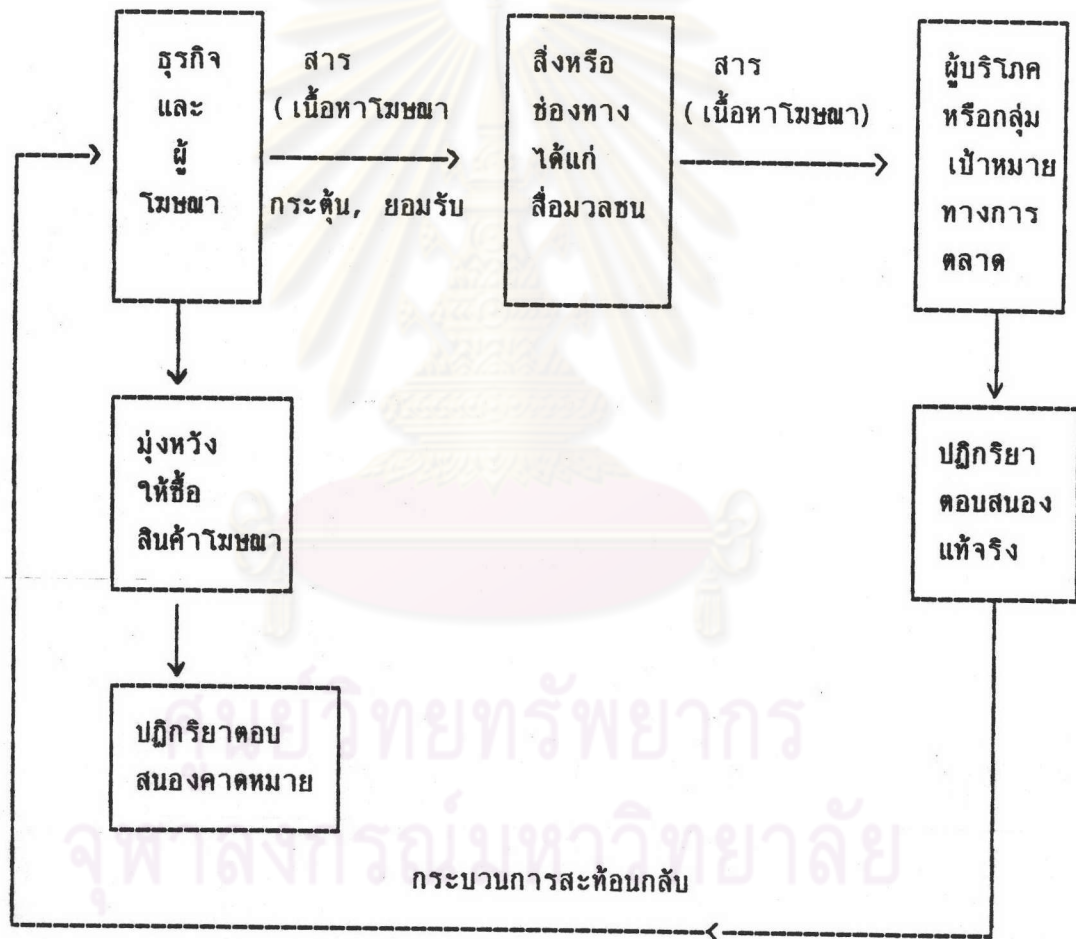 ธุรกิจ
และ
ผู้
โฆษณา
สาร
(เนื้อหาโฆษณา
กระตุ้น, ยอมรับ
สิ่งหรือ
ช่องทาง
ได้แก่
สื่อมวลชน
สาร
(เนื้อหาโฆษณา)
ผู้บริโภค
หรือกลุ่ม
เป้าหมาย
ทางการ
ตลาด
มุ่งหวัง
ให้ซื้อ
สินค้าโฆษณา
ปฏิกริยา
ตอบสนอง
แท้จริง
ปฏิกริยาตอบ
สนองคาดหมาย
กระบวนการสะท้อนกลับ
ศูนย์วิทยทรัพยากร
จุฬาลงกรณ์มหาวิทยาลัย